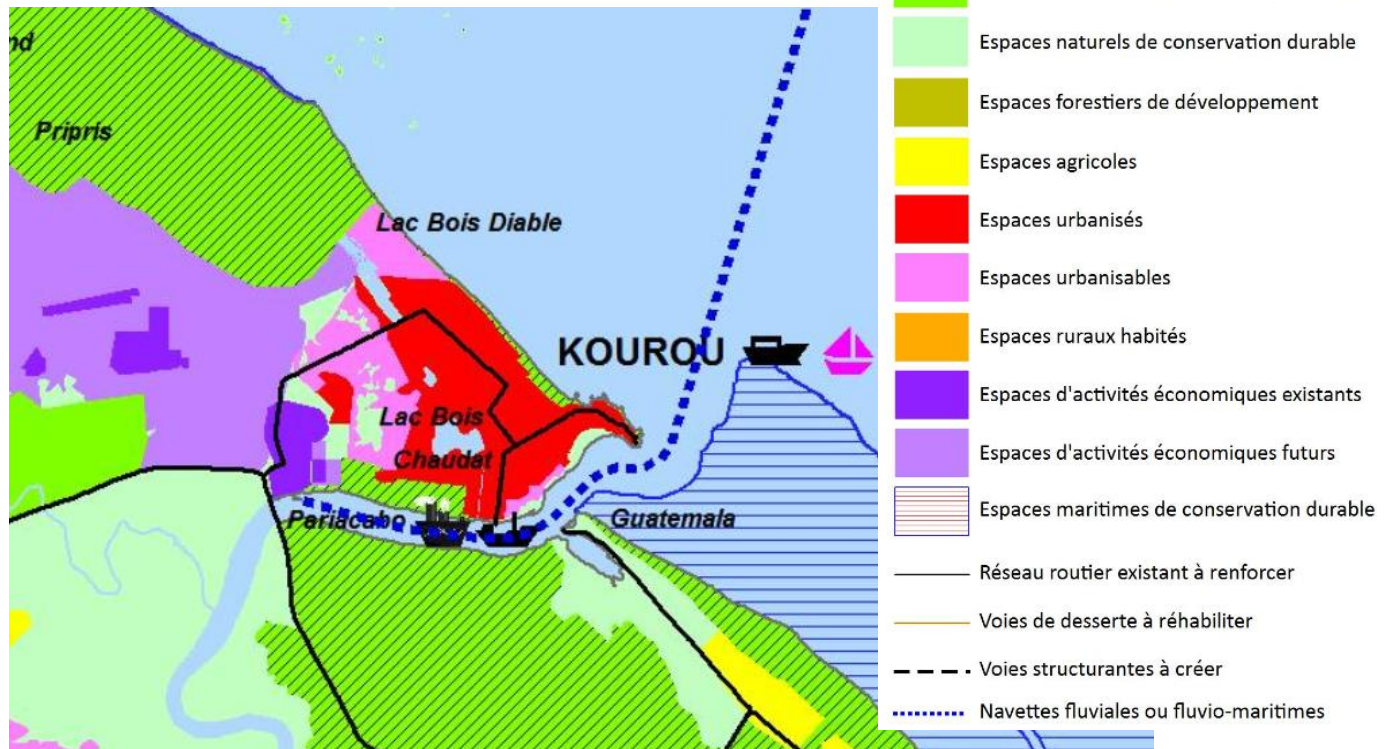 nd
Pripris
Lac Bois Diable
KOUROU
Lac Bois
Chaudat
Pariacabo
Guatemala
Espaces naturels de conservation durable
Espaces forestiers de développement
Espaces agricoles
Espaces urbanisés
Espaces urbanisables
Espaces ruraux habités
Espaces d'activités économiques existants
Espaces d'activités économiques futurs
Espaces maritimes de conservation durable
Réseau routier existant à renforcer
Voies de desserte à réhabiliter
Voies structurantes à créer
Navettes fluviales ou fluvio-maritimes